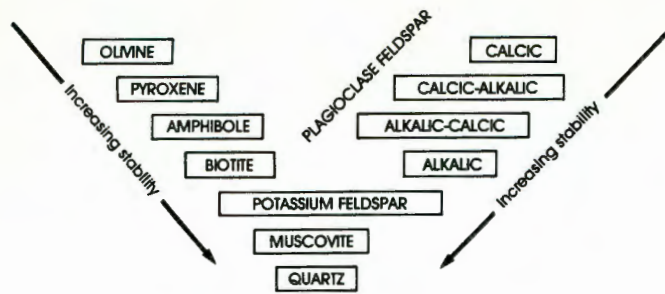 OLIVINE
PYROXENE
AMPHIBOLE
BIOTITE
Increasing stability
PLAGIOCLASE FELDSPAR
CALCIC
CALCIC-ALKALIC
ALKALIC-CALCIC
ALKALIC
Increasing stability
POTASSIUM FELDSPAR
MUSCOVITE
QUARTZ